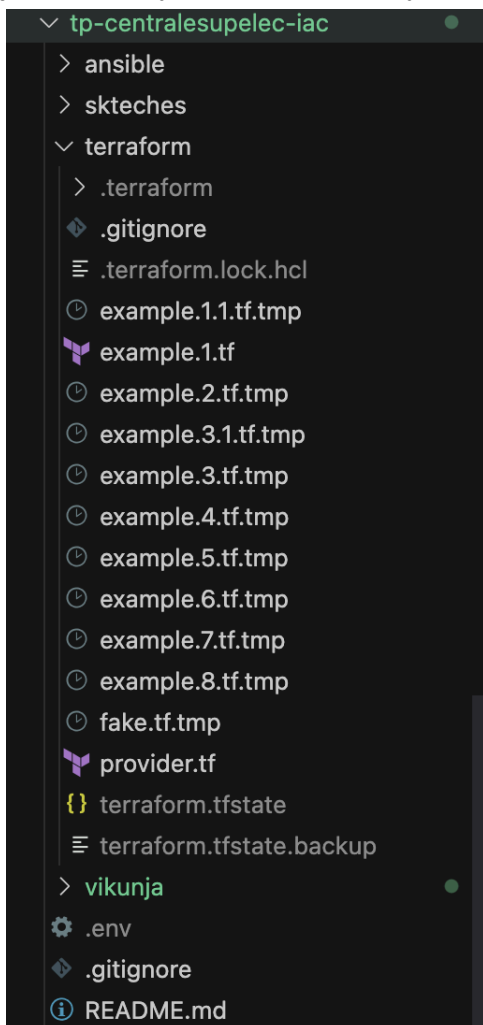 tp-centralesupelec-iac
ansible
skteches
terraform
.terraform
.gitignore
.terraform.lock.hcl
example.1.1.tf.tmp
example.1.tf
example.2.tf.tmp
example.3.1.tf.tmp
example.3.tf.tmp
example.4.tf.tmp
example.5.tf.tmp
example.6.tf.tmp
example.7.tf.tmp
example.8.tf.tmp
fake.tf.tmp
provider.tf
{} terraform.tfstate
terraform.tfstate.backup
vikunja
.env
.gitignore
README.md